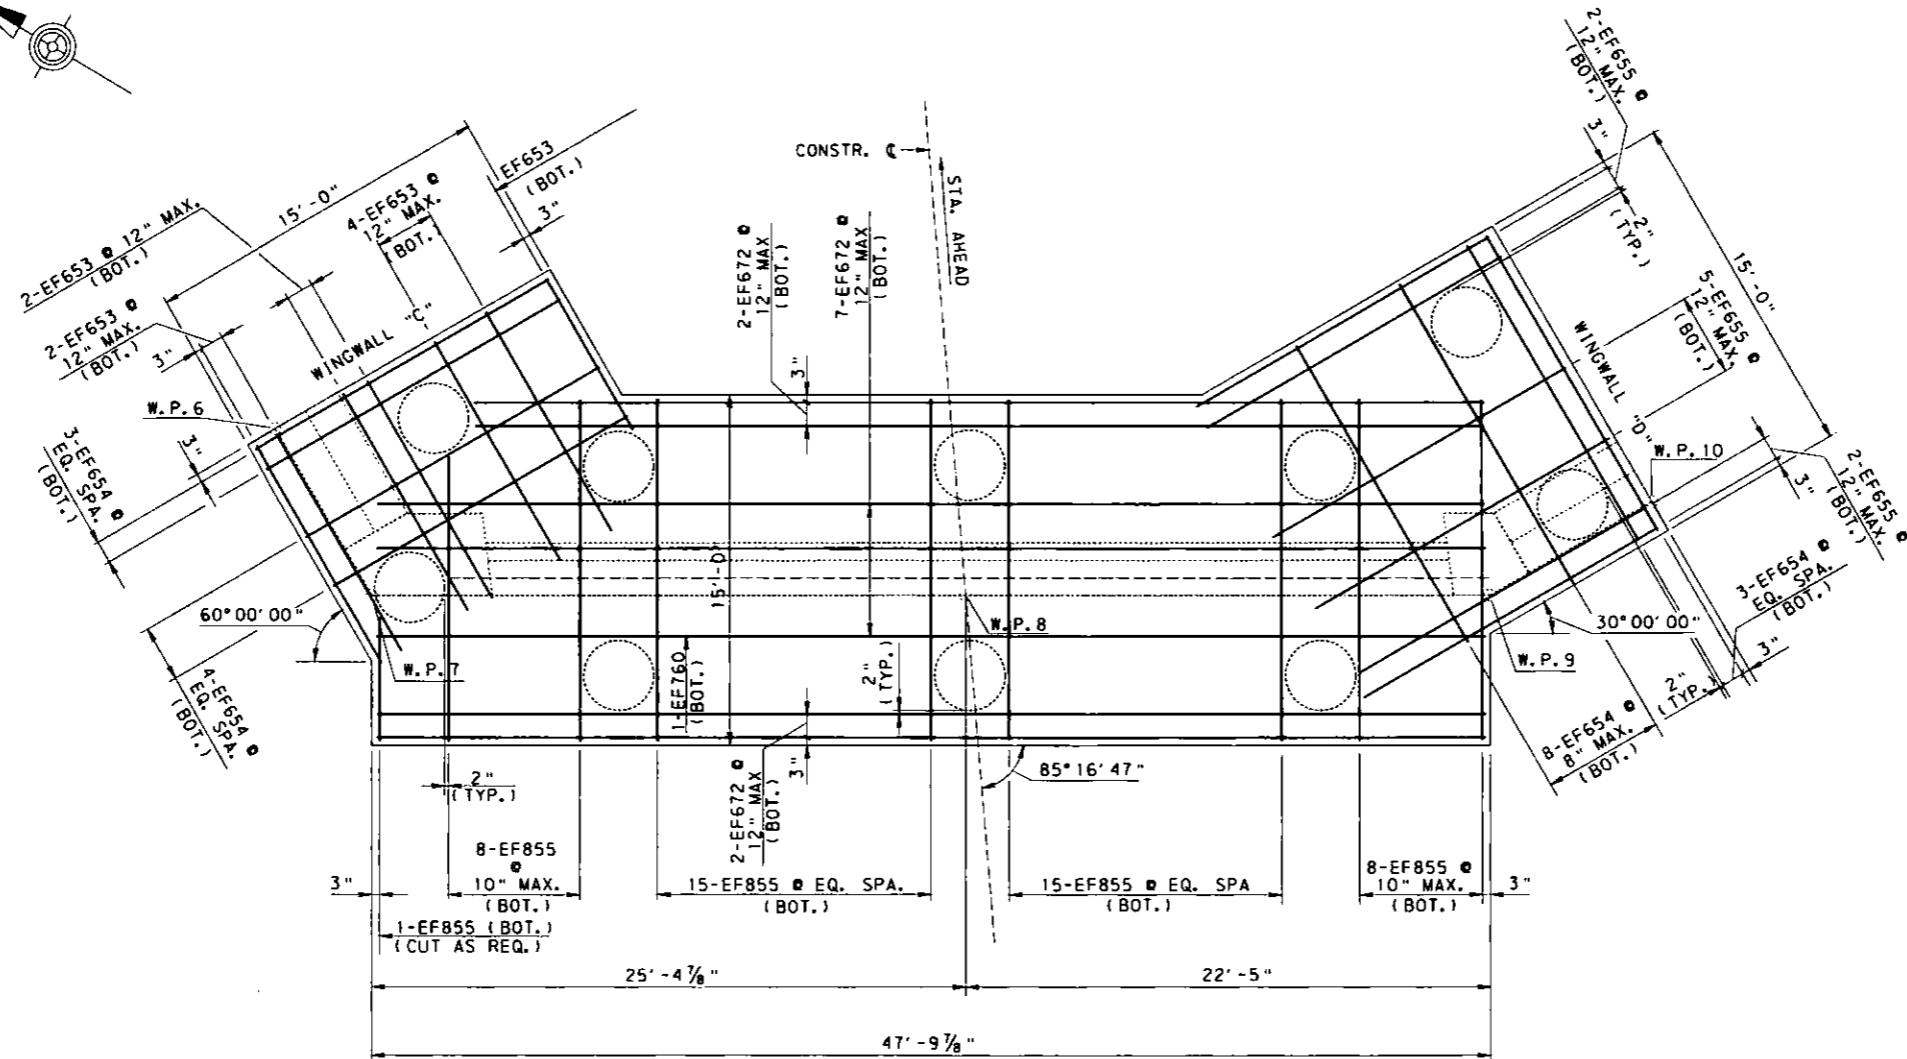 2-EF655 @
12" MAX.
(BOT.)
3"
2"
(TYP.)
15'-0"
5-EF655 @
12" MAX.
(BOT.)
WINGWALL "D"
W.P.10
2-EF655 @
12" MAX.
(BOT.)
3"
3-EF654 @
EQ. SPA.
(BOT.)
3"
2"
(TYP.)
8-EF654 @
8" MAX.
(BOT.)
30°00'00"
W.P.9
CONSTR. ℄
STA. AHEAD
EF653
(BOT.)
3"
15'-0"
4-EF653 @
12" MAX.
(BOT.)
2-EF653 @ 12" MAX.
(BOT.)
2-EF653 @
12" MAX.
(BOT.)
3"
WINGWALL "C"
W.P.6
3"
3-EF654 @
EQ. SPA.
(BOT.)
60°00'00"
W.P.7
4-EF654 @
EQ. SPA.
(BOT.)
2-EF672 @
12" MAX
(BOT.)
3"
7-EF672 @
12" MAX
(BOT.)
15'-0"
W.P.8
1-EF760
(BOT.)
2"
(TYP.)
2-EF672 @
12" MAX
(BOT.)
3"
85°16'47"
2"
(TYP.)
3"
8-EF855
@
10" MAX.
(BOT.)
15-EF855 @ EQ. SPA.
(BOT.)
15-EF855 @ EQ. SPA
(BOT.)
8-EF855 @
10" MAX.
(BOT.)
3"
1-EF855 (BOT.)
(CUT AS REQ.)
25'-4⅞"
22'-5"
47'-9⅞"